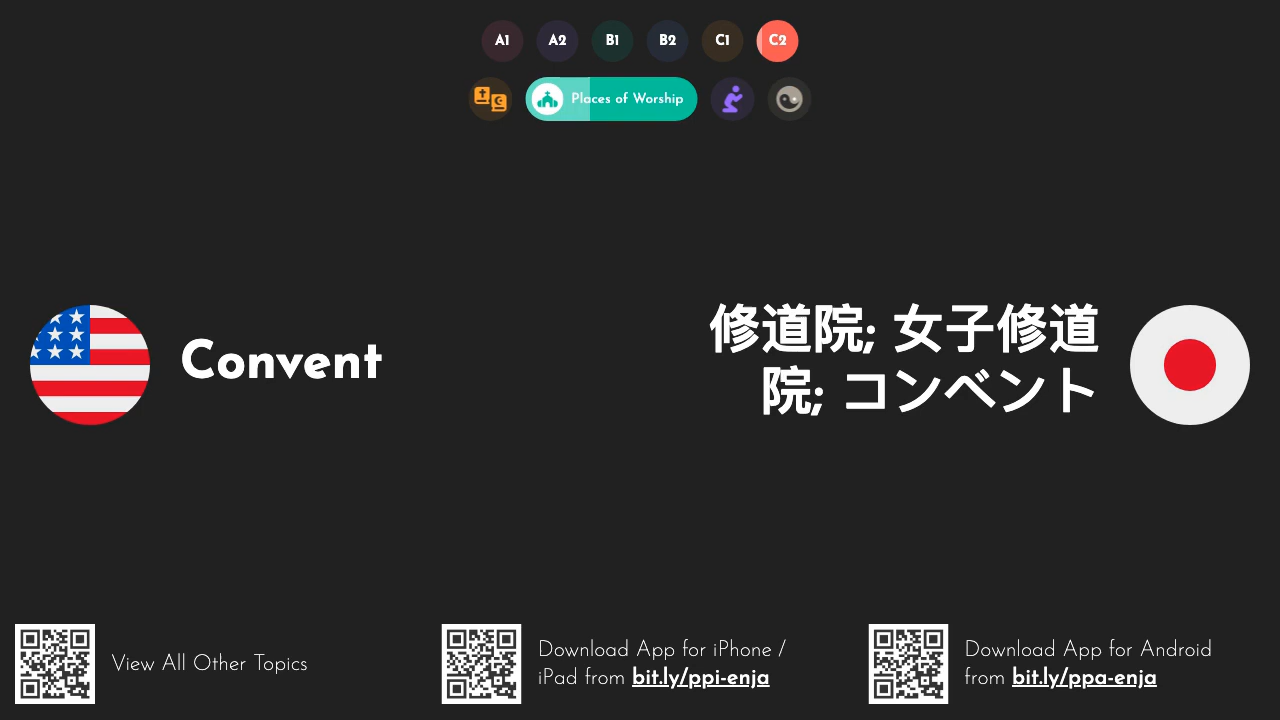 A1 A2 B1 B2 C1 C2
Places of Worship
Convent
修道院; 女子修道
院; コンベント
View All Other Topics
Download App for iPhone /
iPad from bit.ly/ppi-enja
Download App for Android
from bit.ly/ppa-enja